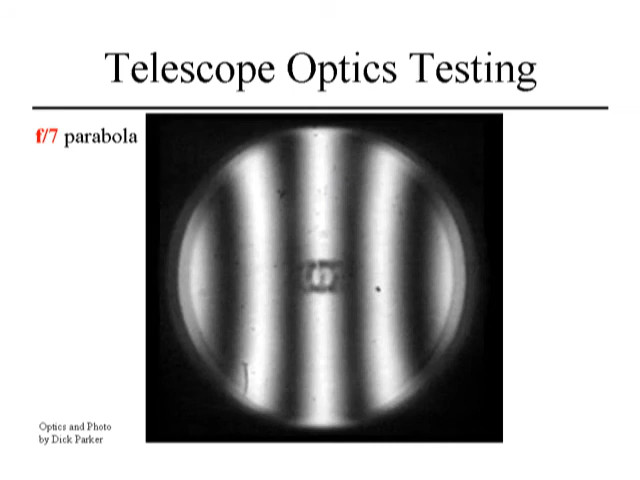 Telescope Optics Testing
f/7 parabola
Optics and Photo
by Dick Parker